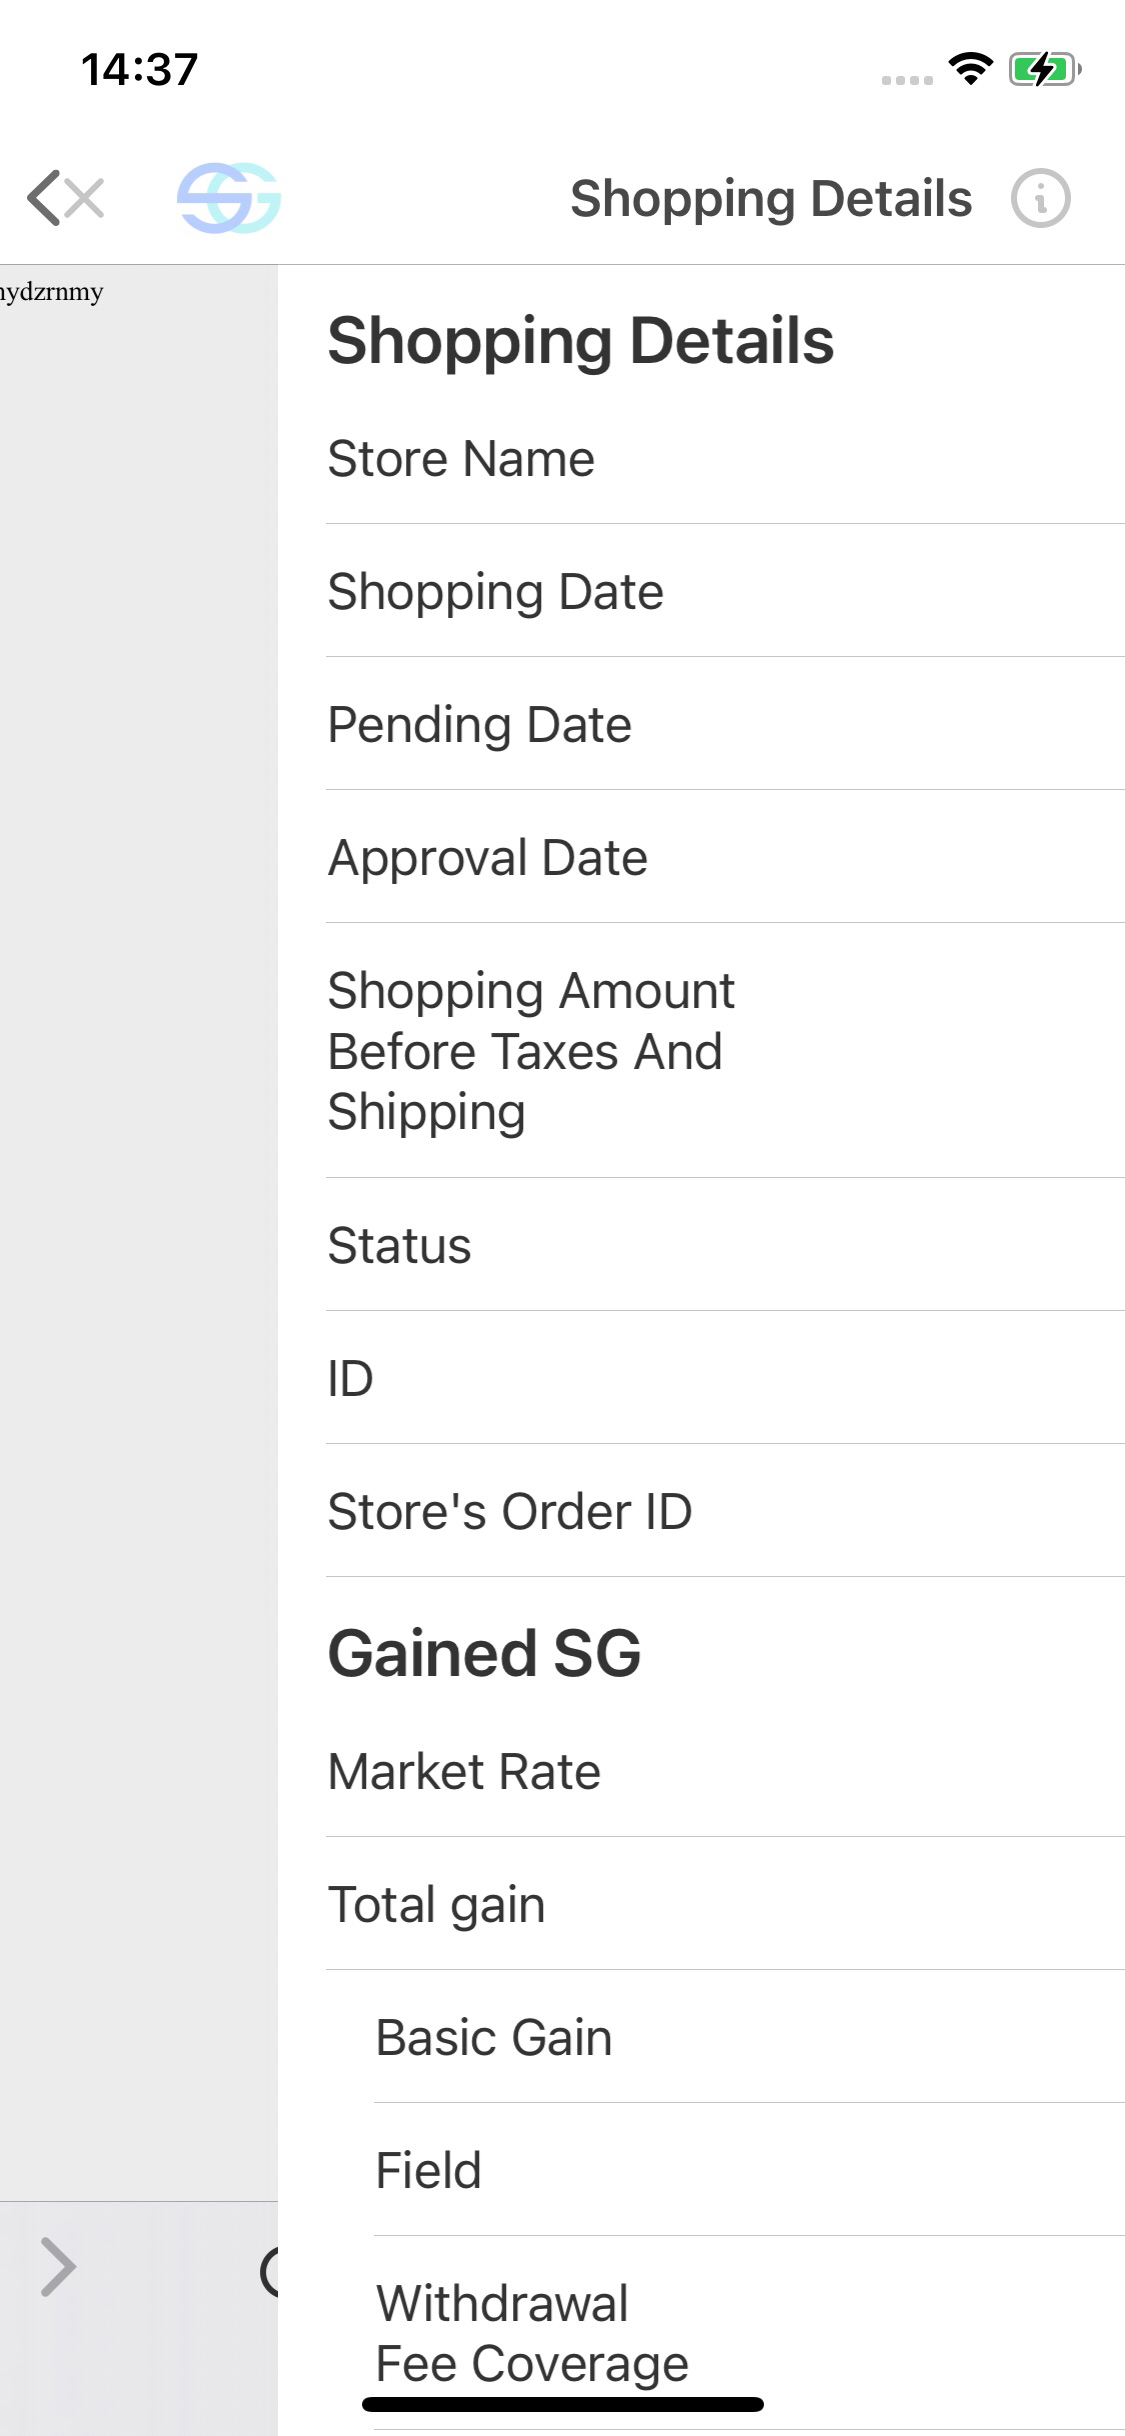 14:37
SG
Shopping Details
ydzrnmy
Shopping Details
Store Name
Shopping Date
Pending Date
Approval Date
Shopping Amount
Before Taxes And
Shipping
Status
ID
Store's Order ID
Gained SG
Market Rate
Total gain
Basic Gain
Field
Withdrawal
Fee Coverage